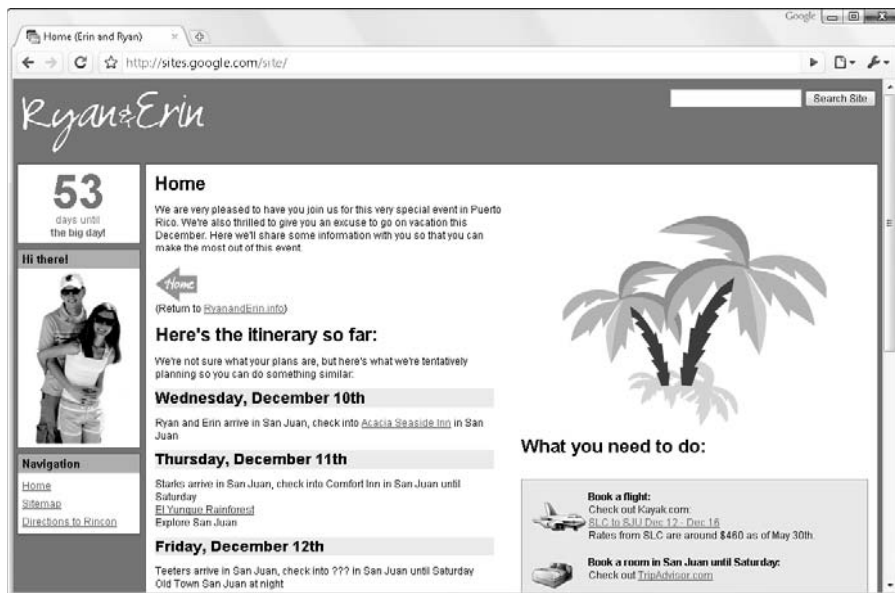 Google
Home (Erin and Ryan)
http://sites.google.com/site/
Ryan & Erin
Search Site
53
days until
the big day!
Hi there!
Navigation
Home
Sitemap
Directions to Rincon
Home
We are very pleased to have you join us for this very special event in Puerto
Rico. We're also thrilled to give you an excuse to go on vacation this
December. Here we'll share some information with you so that you can
make the most out of this event.
Home
(Return to RyanandErin.info)
Here's the itinerary so far:
We're not sure what your plans are, but here's what we're tentatively
planning so you can do something similar:
Wednesday, December 10th
Ryan and Erin arrive in San Juan, check into Acacia Seaside Inn in San
Juan
Thursday, December 11th
Starks arrive in San Juan, check into Comfort Inn in San Juan until
Saturday
El Yunque Rainforest
Explore San Juan
Friday, December 12th
Teeters arrive in San Juan, check into ??? in San Juan until Saturday
Old Town San Juan at night
What you need to do:
Book a flight:
Check out Kayak.com:
SLC to SJU Dec 12 - Dec 16
Rates from SLC are around $460 as of May 30th.
Book a room in San Juan until Saturday:
Check out TripAdvisor.com